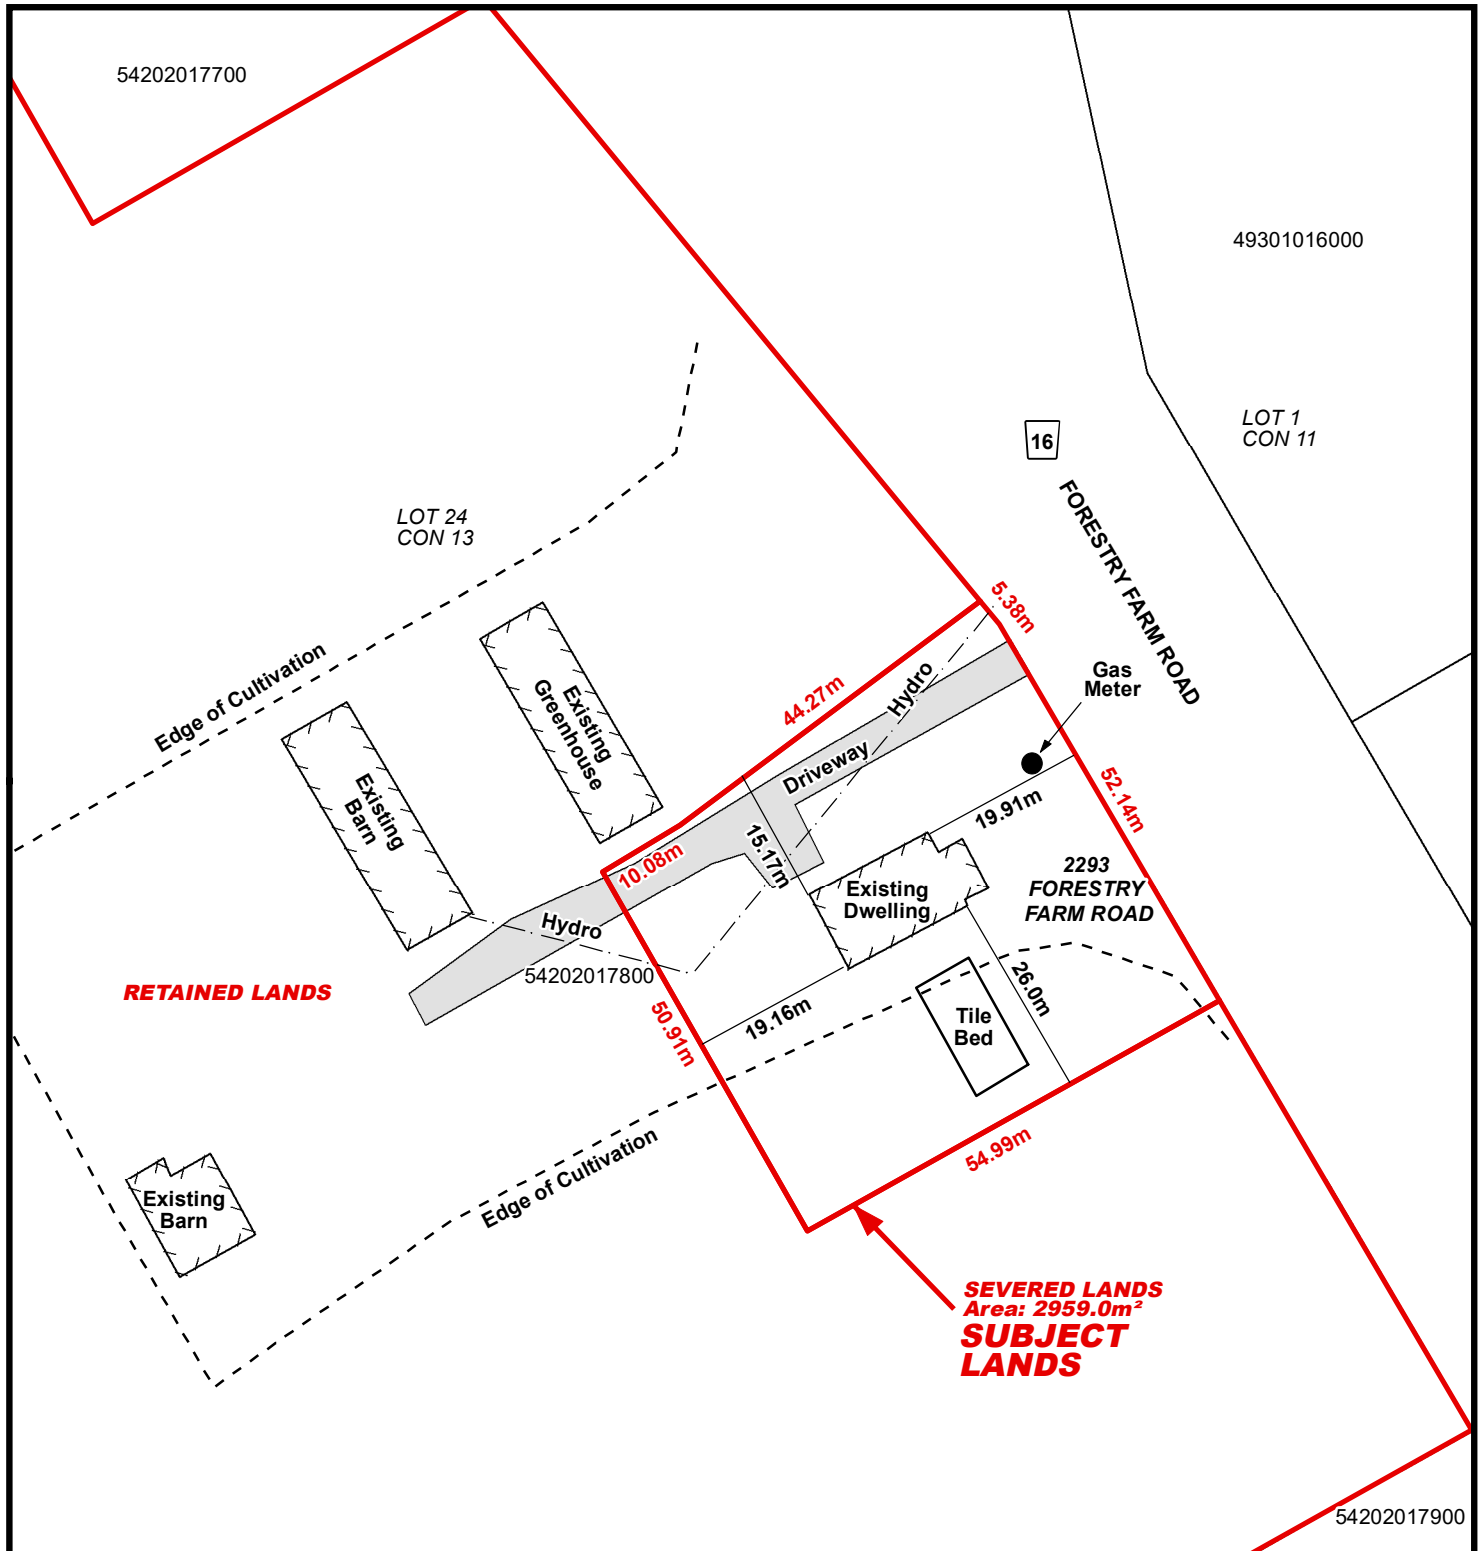 54202017700
49301016000
LOT 1
CON 11
16
FORESTRY FARM ROAD
LOT 24
CON 13
5.38m
Edge of Cultivation
Existing
Greenhouse
44.27m
Hydro
Gas
Meter
Existing
Barn
Driveway
52.14m
19.91m
15.17m
10.08m
2293
FORESTRY
FARM ROAD
Existing
Dwelling
Hydro
54202017800
RETAINED LANDS
26.0m
50.91m
19.16m
Tile
Bed
54.99m
Edge of Cultivation
Existing
Barn
SEVERED LANDS
Area: 2959.0m²
SUBJECT
LANDS
54202017900